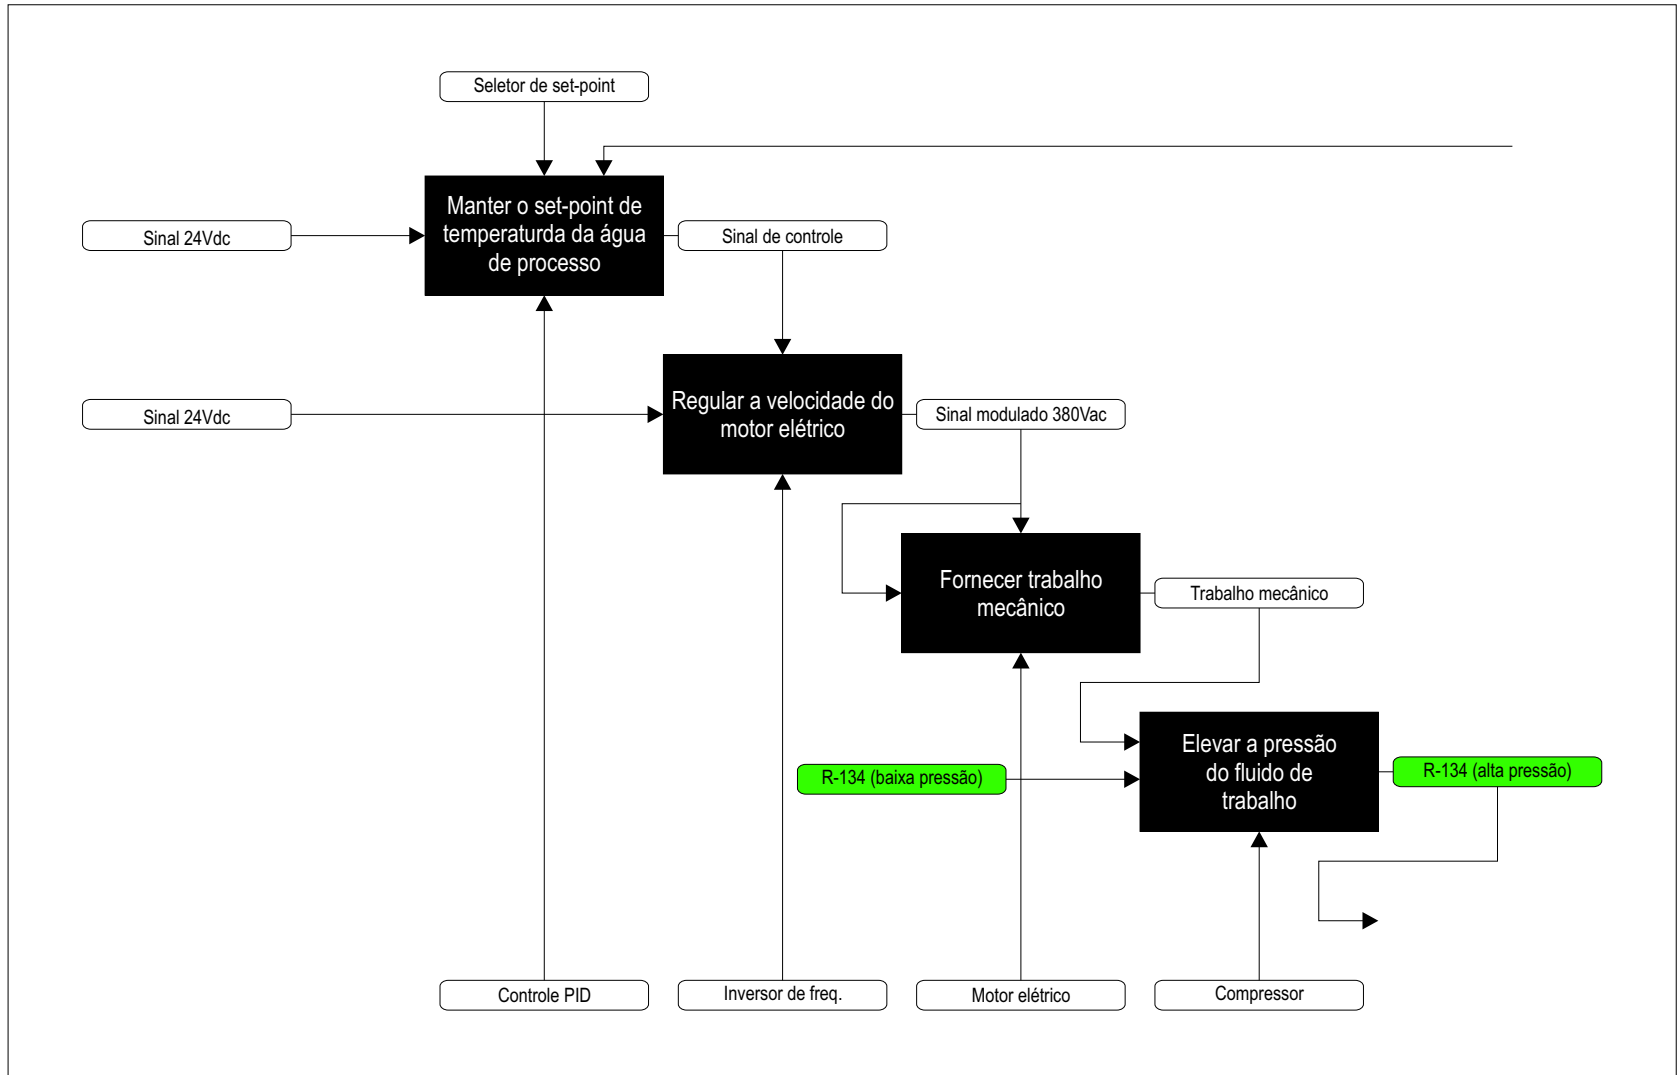 Seletor de set-point
Manter o set-point de
temperaturda da água
de processo
Sinal 24Vdc
Sinal de controle
Regular a velocidade do
motor elétrico
Sinal 24Vdc
Sinal modulado 380Vac
Fornecer trabalho
mecânico
Trabalho mecânico
Elevar a pressão
do fluido de
trabalho
R-134 (baixa pressão)
R-134 (alta pressão)
Controle PID
Inversor de freq.
Motor elétrico
Compressor